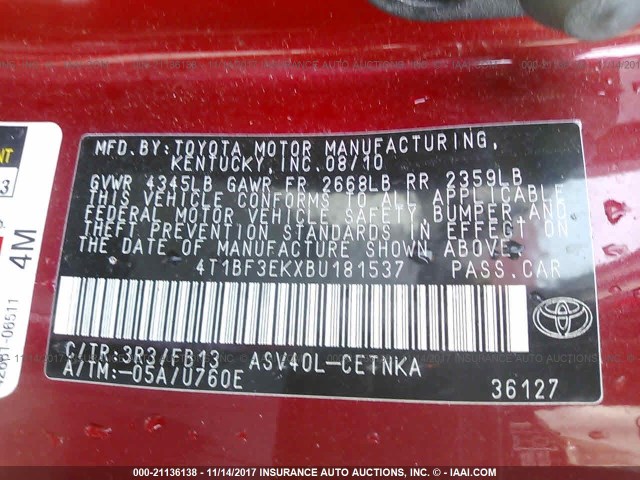 MFD.BY:TOYOTA MOTOR MANUFACTURING,
KENTUCKY, INC. 08/10
GVWR 4345LB GAWR FR 2668LB RR 2359LB
THIS VEHICLE CONFORMS TO ALL APPLICABLE
FEDERAL MOTOR VEHICLE SAFETY, BUMPER, AND
THEFT PREVENTION STANDARDS IN EFFECT ON
THE DATE OF MANUFACTURE SHOWN ABOVE.
4T1BF3EKXBU181537 PASS.CAR
C/TR:3R3/FB13 ASV40L-CETNKA
A/TM:-05A/U760E
36127
4M
000-21136138 - 11/14/2017 INSURANCE AUTO AUCTIONS, INC. - © - IAAI.COM